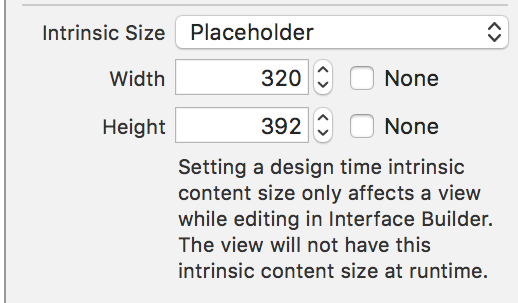 Intrinsic Size Placeholder
Width 320 None
Height 392 None
Setting a design time intrinsic
content size only affects a view
while editing in Interface Builder.
The view will not have this
intrinsic content size at runtime.